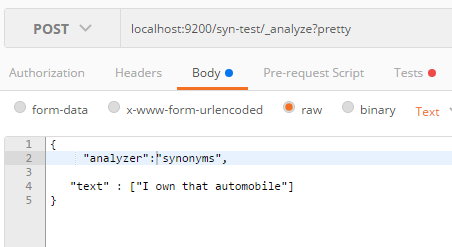 POST localhost:9200/syn-test/_analyze?pretty
Authorization Headers Body Pre-request Script Tests
form-data x-www-form-urlencoded raw binary Text
1 {
2 "analyzer":"synonyms",
3
4 "text" : ["I own that automobile"]
5 }